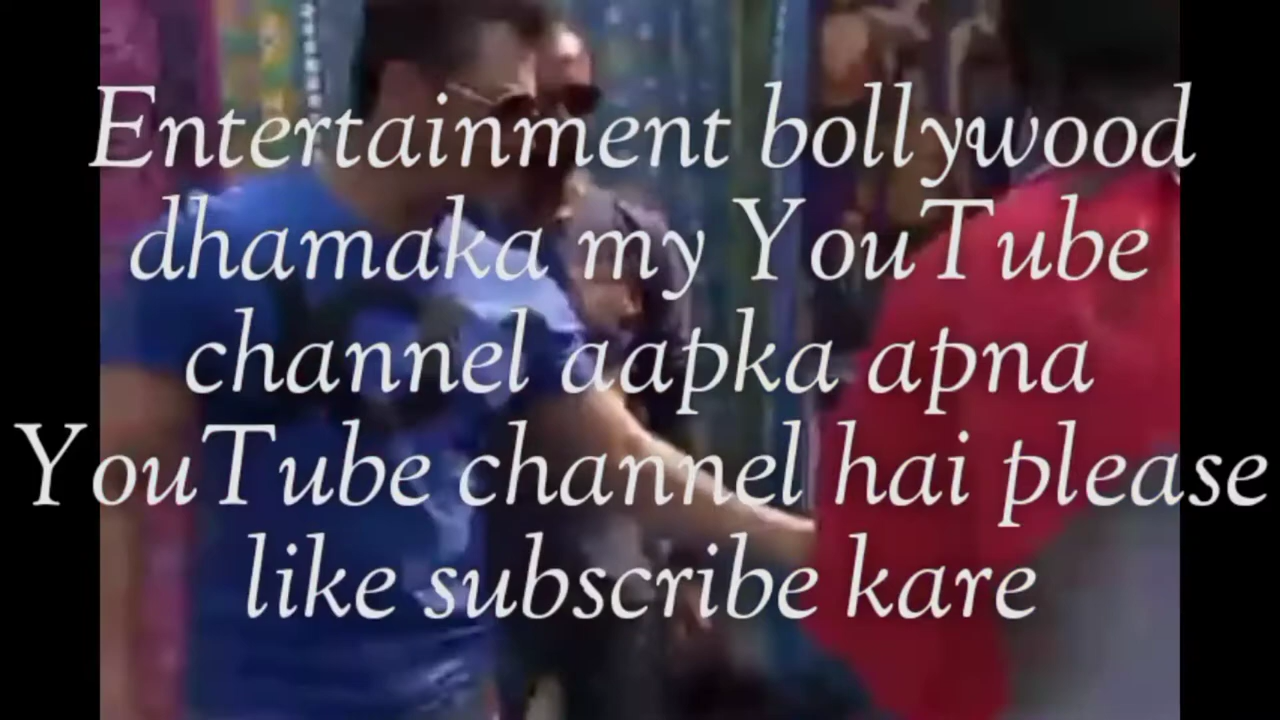 Entertainment bollywood
dhamaka my YouTube
channel aapka apna
YouTube channel hai please
like subscribe kare